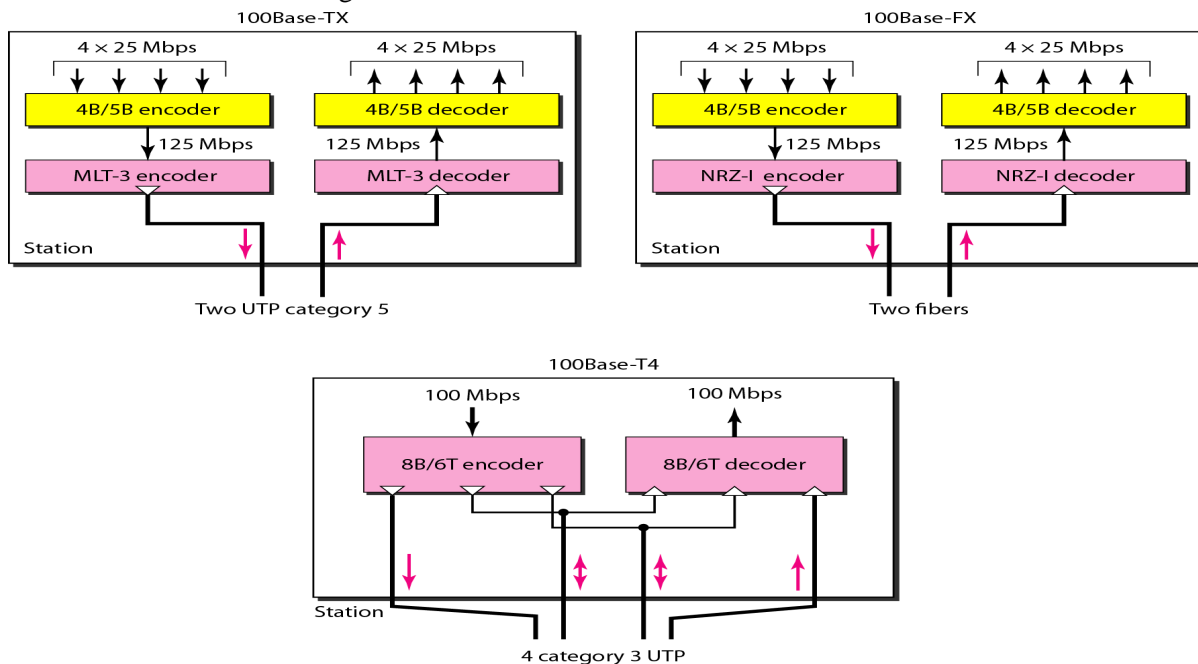 100Base-TX
4 × 25 Mbps
4 × 25 Mbps
4B/5B encoder
4B/5B decoder
125 Mbps
125 Mbps
MLT-3 encoder
MLT-3 decoder
Station
Two UTP category 5
100Base-FX
4 × 25 Mbps
4 × 25 Mbps
4B/5B encoder
4B/5B decoder
125 Mbps
125 Mbps
NRZ-I encoder
NRZ-I decoder
Station
Two fibers
100Base-T4
100 Mbps
100 Mbps
8B/6T encoder
8B/6T decoder
Station
4 category 3 UTP